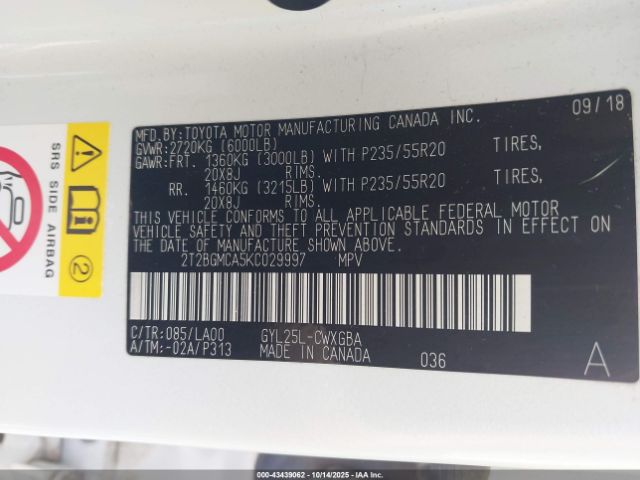 09/18
MFD.BY:TOYOTA MOTOR MANUFACTURING CANADA INC.
GVWR:2720KG (6000LB)
GAWR:FRT. 1360KG (3000LB) WITH P235/55R20 TIRES,
20X8J RIMS.
RR. 1460KG (3215LB) WITH P235/55R20 TIRES,
20X8J RIMS.
THIS VEHICLE CONFORMS TO ALL APPLICABLE FEDERAL MOTOR
VEHICLE SAFETY AND THEFT PREVENTION STANDARDS IN EFFECT ON
THE DATE OF MANUFACTURE SHOWN ABOVE.
2T2BGMCA5KC029997 MPV
C/TR:085/LA00 GYL25L-CWXGBA
A/TM:-02A/P313 MADE IN CANADA 036 A
SRS SIDE AIRBAG
000-43439062 - 10/14/2025 - IAA Inc.